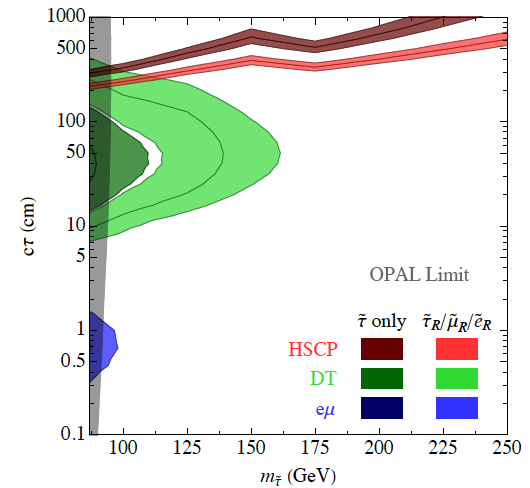 1000
500
100
50
10
5
1
0.5
0.1
cτ (cm)
OPAL Limit
τ̃ only
τ̃_R/μ̃_R/ẽ_R
HSCP
DT
eμ
100 125 150 175 200 225 250
m_τ̃ (GeV)